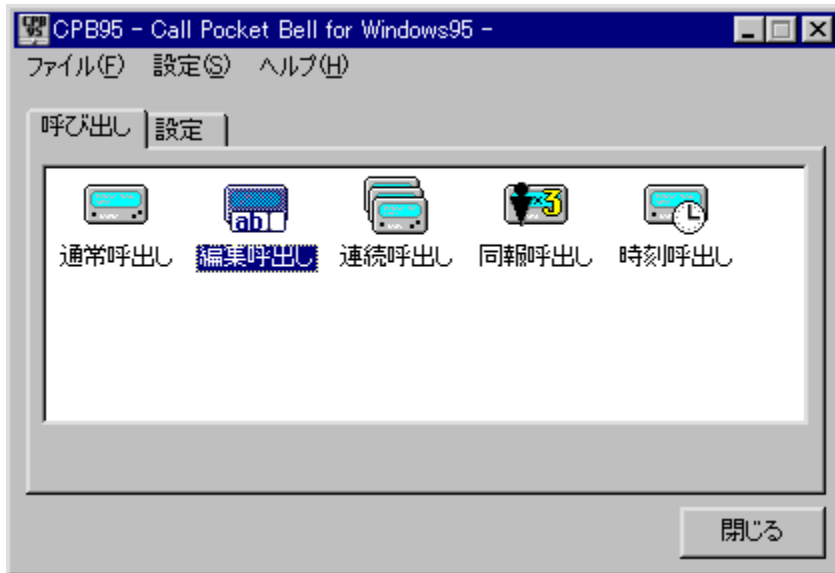 CPB95 - Call Pocket Bell for Windows95 -
ファイル(F) 設定(S) ヘルプ(H)
呼び出し 設定
通常呼出し 編集呼出し 連続呼出し 同報呼出し 時刻呼出し
閉じる